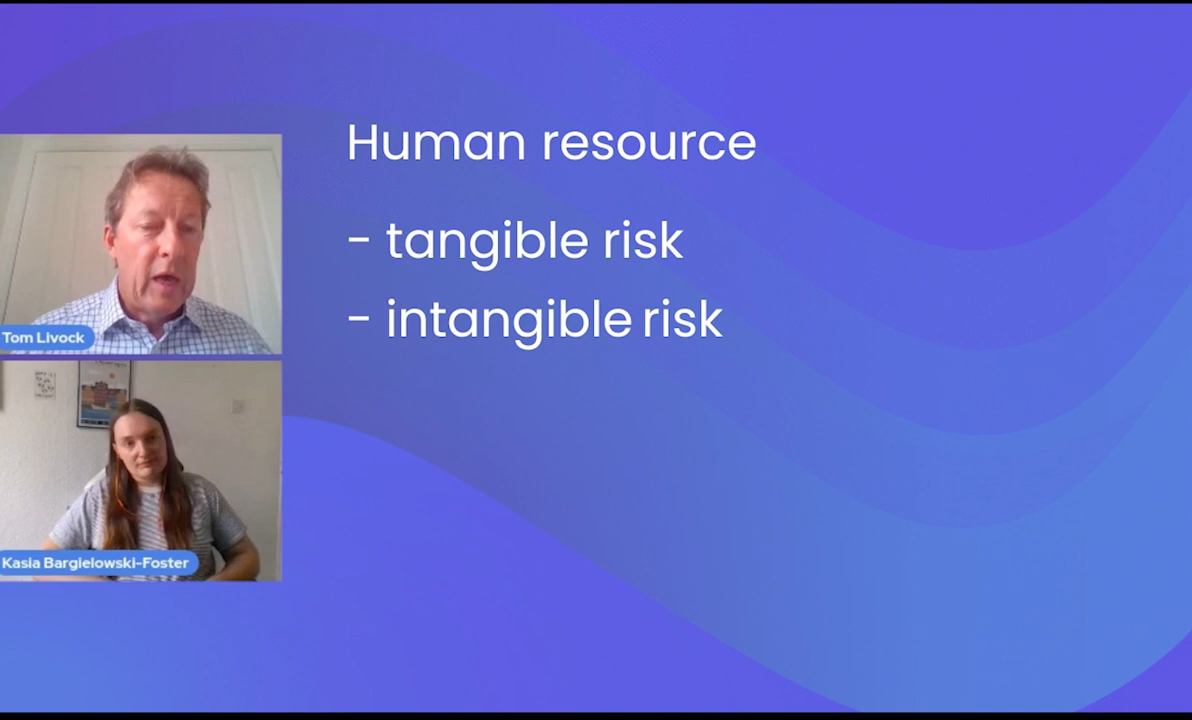 Human resource
- tangible risk
- intangible risk
Tom Livock
Kasia Bargielowski-Foster